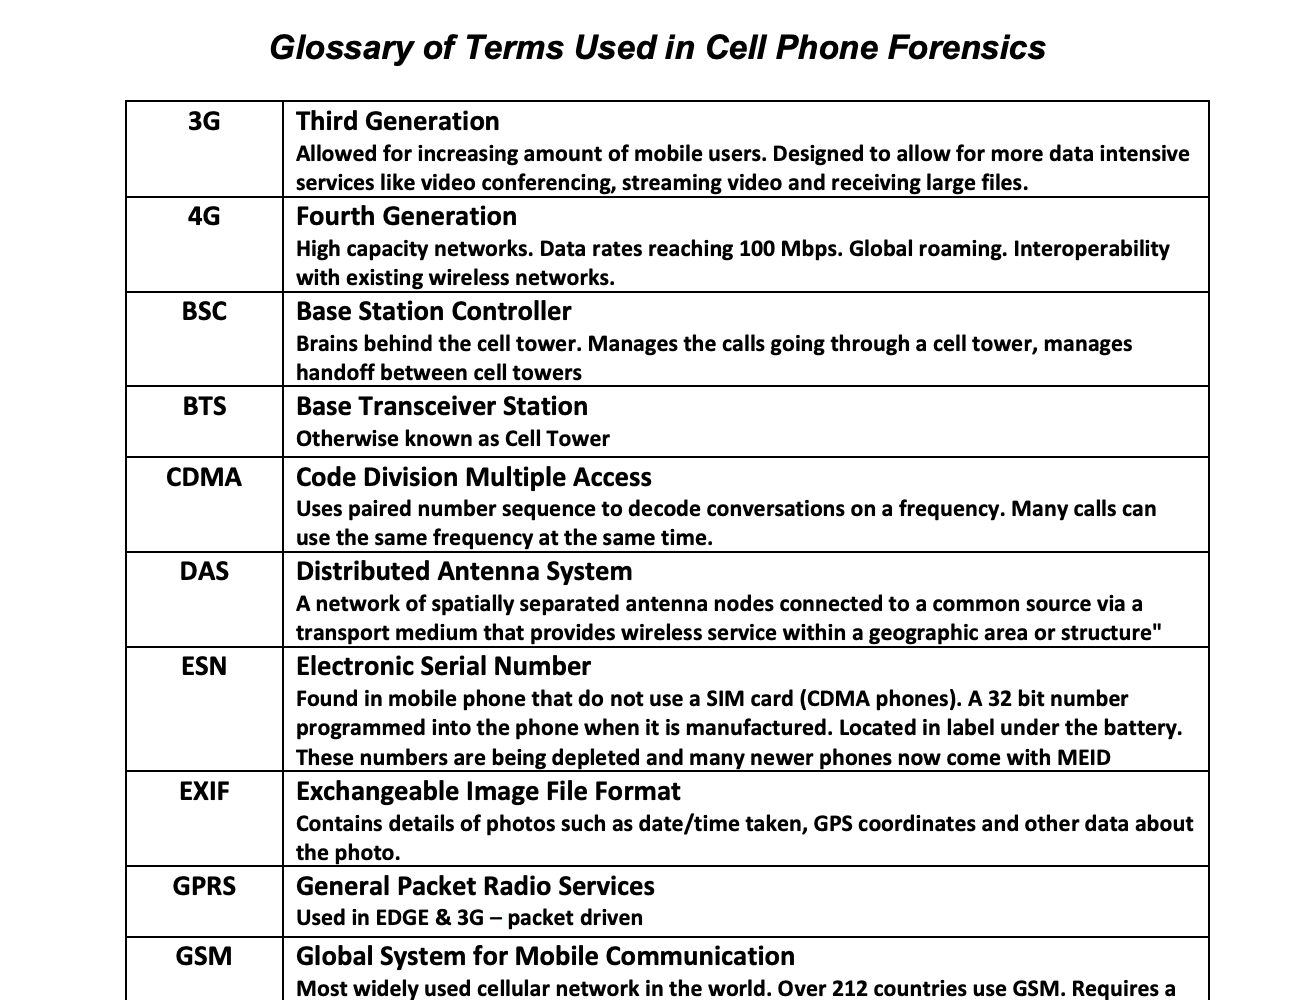 Glossary of Terms Used in Cell Phone Forensics
3G
Third Generation
Allowed for increasing amount of mobile users. Designed to allow for more data intensive
services like video conferencing, streaming video and receiving large files.
4G
Fourth Generation
High capacity networks. Data rates reaching 100 Mbps. Global roaming. Interoperability
with existing wireless networks.
BSC
Base Station Controller
Brains behind the cell tower. Manages the calls going through a cell tower, manages
handoff between cell towers
BTS
Base Transceiver Station
Otherwise known as Cell Tower
CDMA
Code Division Multiple Access
Uses paired number sequence to decode conversations on a frequency. Many calls can
use the same frequency at the same time.
DAS
Distributed Antenna System
A network of spatially separated antenna nodes connected to a common source via a
transport medium that provides wireless service within a geographic area or structure"
ESN
Electronic Serial Number
Found in mobile phone that do not use a SIM card (CDMA phones). A 32 bit number
programmed into the phone when it is manufactured. Located in label under the battery.
These numbers are being depleted and many newer phones now come with MEID
EXIF
Exchangeable Image File Format
Contains details of photos such as date/time taken, GPS coordinates and other data about
the photo.
GPRS
General Packet Radio Services
Used in EDGE & 3G – packet driven
GSM
Global System for Mobile Communication
Most widely used cellular network in the world. Over 212 countries use GSM. Requires a